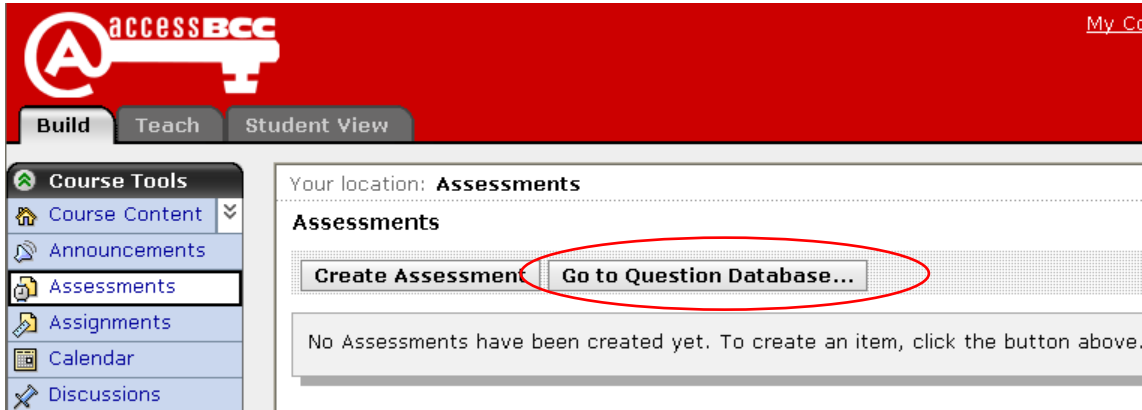 accessBCC
My Co
Build Teach Student View
Course Tools
Course Content
Announcements
Assessments
Assignments
Calendar
Discussions
Your location: Assessments
Assessments
Create Assessment Go to Question Database...
No Assessments have been created yet. To create an item, click the button above.